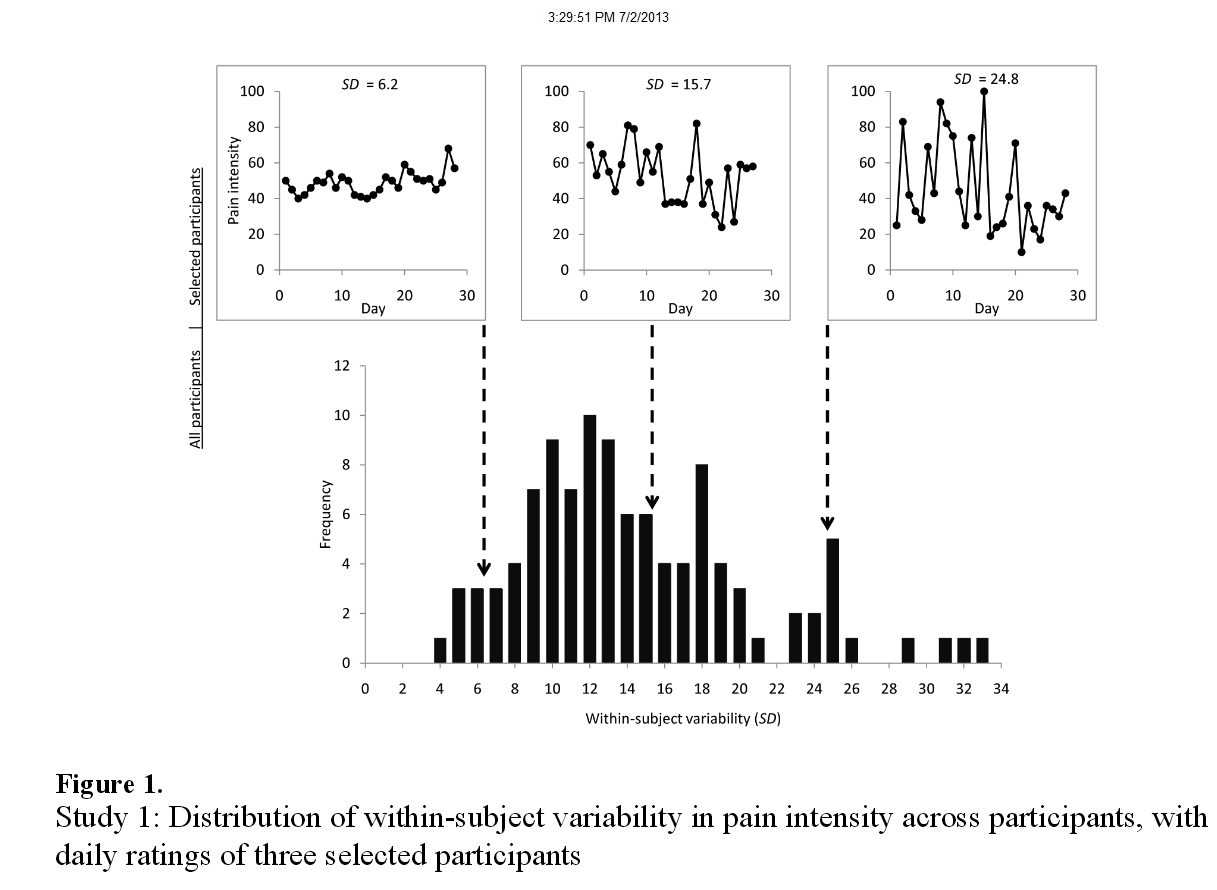 3:29:51 PM 7/2/2013
SD = 6.2
100
80
60
40
20
0
Pain intensity
0 10 20 30
Day
SD = 15.7
100
80
60
40
20
0
0 10 20 30
Day
SD = 24.8
100
80
60
40
20
0
0 10 20 30
Day
Selected participants
All participants
12
10
8
6
4
2
0
Frequency
0 2 4 6 8 10 12 14 16 18 20 22 24 26 28 30 32 34
Within-subject variability (SD)
Figure 1.
Study 1: Distribution of within-subject variability in pain intensity across participants, with
daily ratings of three selected participants